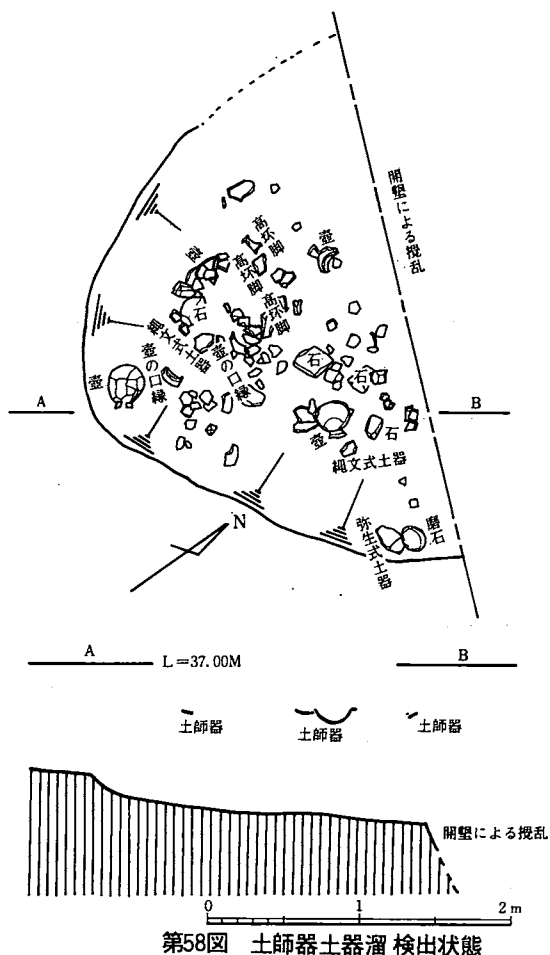 開墾による攪乱
高坏脚
壺
壺
高坏脚
石
高坏脚
縄文式土器
壺の口縁
壺の口縁
壺
石
石
A
B
壺
石
縄文式土器
N
弥生式土器
磨石
A
L=37.00M
B
土師器
土師器
土師器
開墾による攪乱
0
1
2m
第58図 土師器土器溜 検出状態